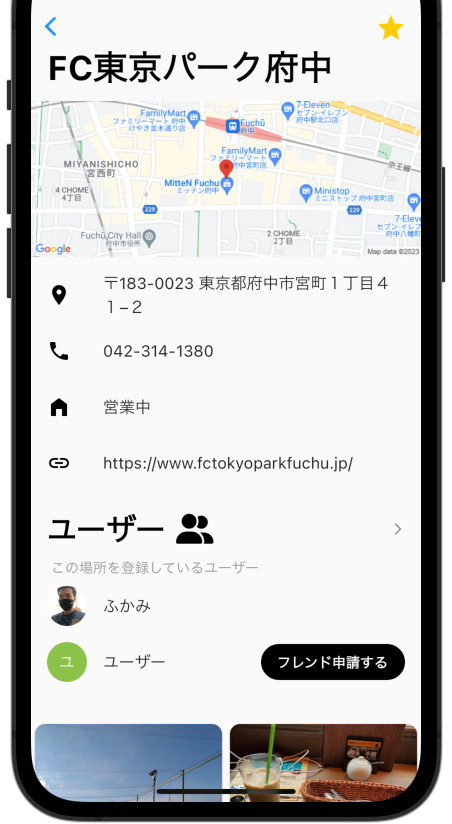 FC東京パーク府中
FamilyMart
ファミリーマート 府中
けやき並木通り店
7-Eleven
セブン-イレブン
府中駅北口店
Fuchū
府中
FamilyMart
ファミリーマート
府中宮町店
MIYANISHICHO
宮西町
京王線
4 CHOME
4丁目
MitteN Fuchu
ミッテン府中
Ministop
ミニストップ 府中宮町店
229
229
7-Eleve
セブン-イレブ
府中八幡町
Fuchū City Hall
府中市役所
2 CHOME
2丁目
Google
Map data ©2023
〒183-0023 東京都府中市宮町１丁目４
１−２
042-314-1380
営業中
https://www.fctokyoparkfuchu.jp/
ユーザー
この場所を登録しているユーザー
ふかみ
ユ
ユーザー
フレンド申請する